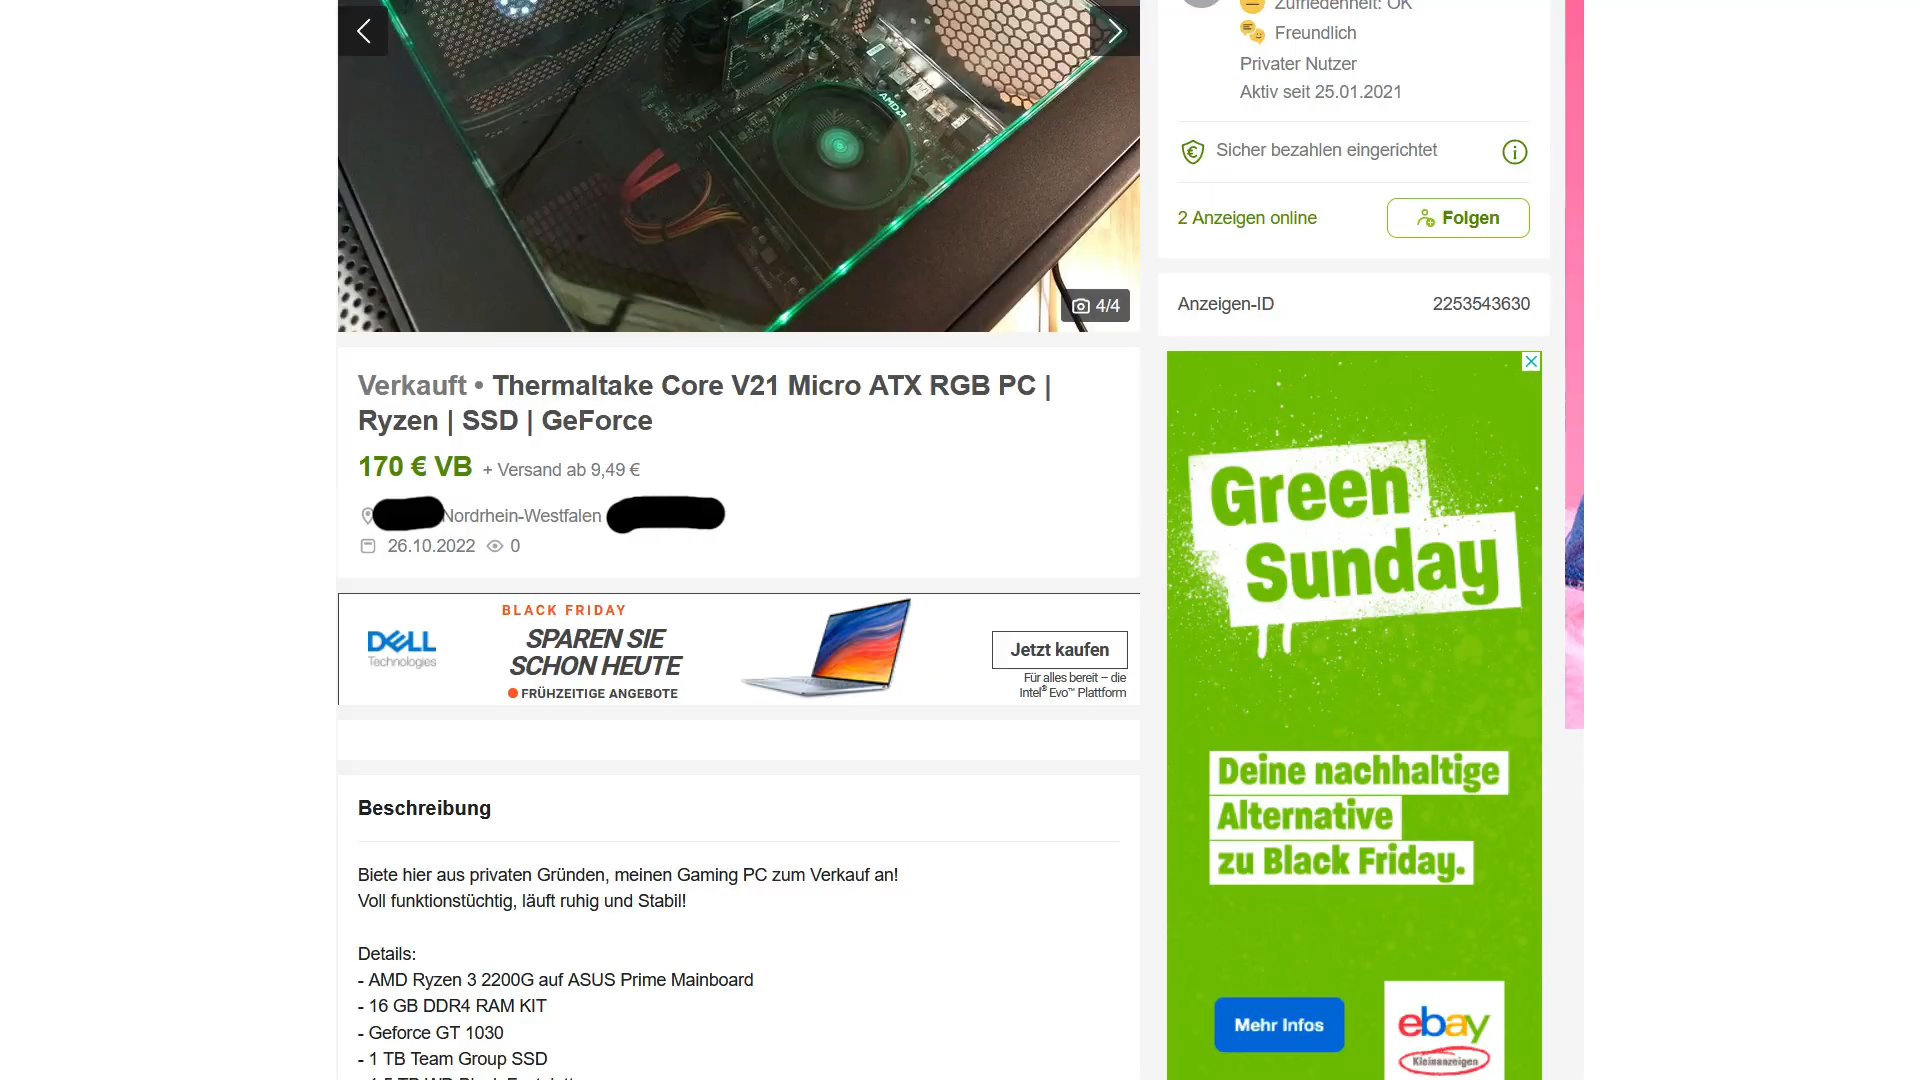 AMD
4/4
Verkauft • Thermaltake Core V21 Micro ATX RGB PC |
Ryzen | SSD | GeForce
170 € VB + Versand ab 9,49 €
Nordrhein-Westfalen
26.10.2022 0
DELL
Technologies
BLACK FRIDAY
SPAREN SIE
SCHON HEUTE
FRÜHZEITIGE ANGEBOTE
Jetzt kaufen
Für alles bereit – die
Intel® Evo™ Plattform
Beschreibung
Biete hier aus privaten Gründen, meinen Gaming PC zum Verkauf an!
Voll funktionstüchtig, läuft ruhig und Stabil!
Details:
- AMD Ryzen 3 2200G auf ASUS Prime Mainboard
- 16 GB DDR4 RAM KIT
- Geforce GT 1030
- 1 TB Team Group SSD
Zufriedenheit: OK
Freundlich
Privater Nutzer
Aktiv seit 25.01.2021
Sicher bezahlen eingerichtet
2 Anzeigen online
Folgen
Anzeigen-ID 2253543630
Green
Sunday
Deine nachhaltige
Alternative
zu Black Friday.
Mehr Infos
ebay
Kleinanzeigen